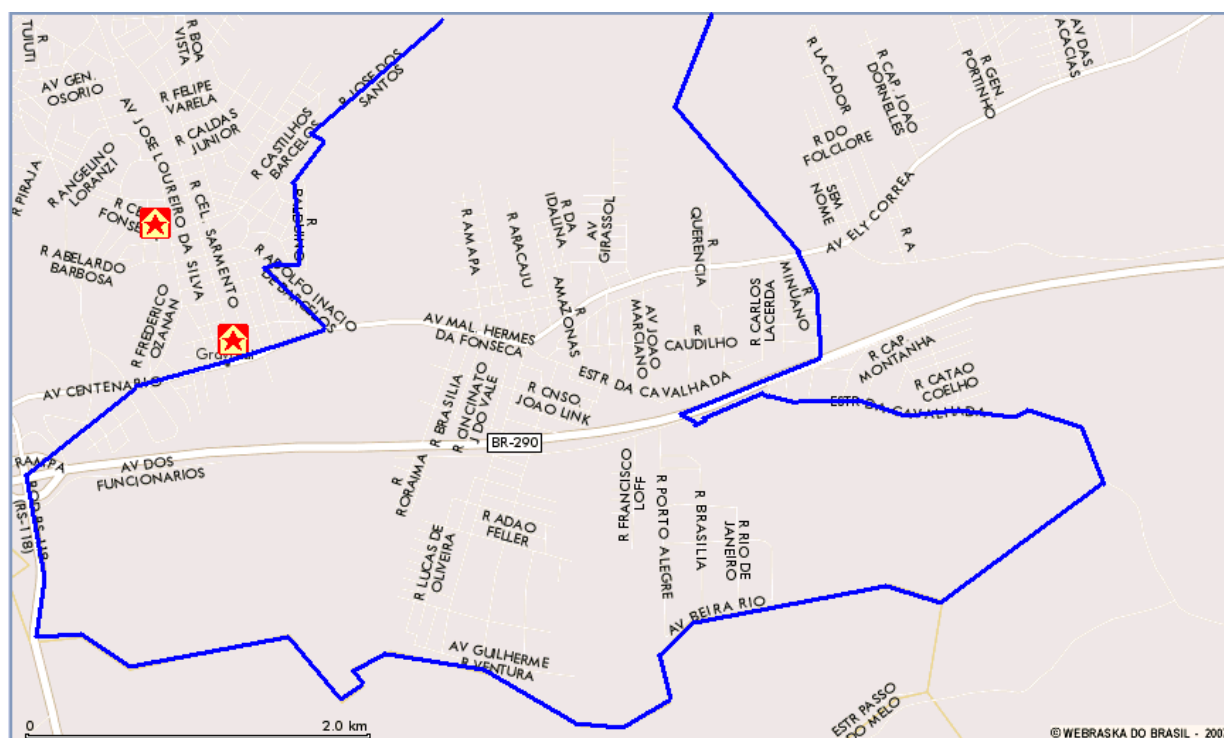 R
TUIUTI
R BOA
VISTA
AV GEN.
OSORIO
R FELIPE
VARELA
R CALDAS
JUNIOR
AV JOSE LOUREIRO DA SILVA
R CASTILHOS
BARCELOS
R JOSE DOS
SANTOS
R PIRAJA
R ANGELINO
LORANZI
R CEL. SARMENTO
R
BALBUINO
R ABELARDO
BARBOSA
R ADOLFO INACIO
DE BARCELOS
R FREDERICO
OZANAN
AV CENTENARIO
RAMPA
AV DOS
FUNCIONARIOS
ROD RS-118
(RS-118)
R LACADOR
R CAP. JOAO
DORNELLES
R GEN.
PORTINHO
AV DAS
ACACIAS
R DO
FOLCLORE
SEM
NOME
R A
AV ELY CORREA
R AMAPA
R ARACAJU
R DA
IDALINA
AV
GIRASSOL
R
QUERENCIA
R
MINUANO
R CARLOS
LACERDA
R
AMAZONAS
AV JOAO
MARCIANO
R
CAUDILHO
AV MAL. HERMES
DA FONSECA
ESTR DA CAVALHADA
R CAP.
MONTANHA
R CATAO
COELHO
ESTR DA CAVALHADA
R CNSO.
JOAO LINK
R BRASILIA
R CINCINATO
J DO VALE
BR-290
R
RORAIMA
R ADAO
FELLER
R LUCAS DE
OLIVEIRA
R FRANCISCO
LOFF
R PORTO ALEGRE
R BRASILIA
R RIO DE
JANEIRO
AV BEIRA RIO
AV GUILHERME
R VENTURA
ESTR PASSO
DO MELO
0 2.0 km
© WEBRASKA DO BRASIL -